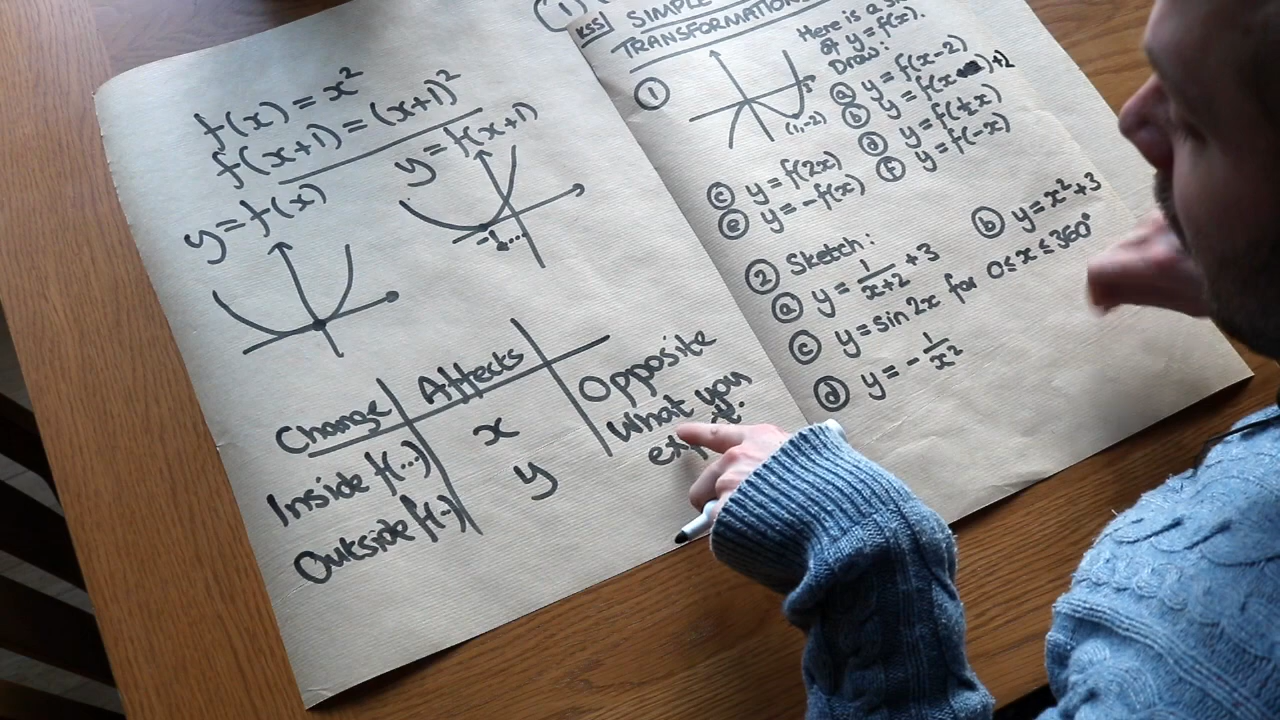 f(x) = x²
f(x+1) = (x+1)²
y = f(x)
y = f(x+1)
-1
Change
Affects
Inside f(...)
x
Opposite
What you
Outside f(...)
y
(1)
KS5
SIMPLE
TRANSFORMATIONS
①
Here is a
of y = f(x).
Draw:
3
(1,-2)
ⓐ y = f(x-2)
ⓑ y = f(x)+2
ⓒ y = f(2x)
ⓓ y = f(½x)
ⓔ y = -f(x)
ⓕ y = f(-x)
② Sketch:
ⓐ y = 1/(x+2) + 3
ⓑ y = x² + 3
ⓒ y = sin 2x for 0 ≤ x ≤ 360°
ⓓ y = - 1/x²